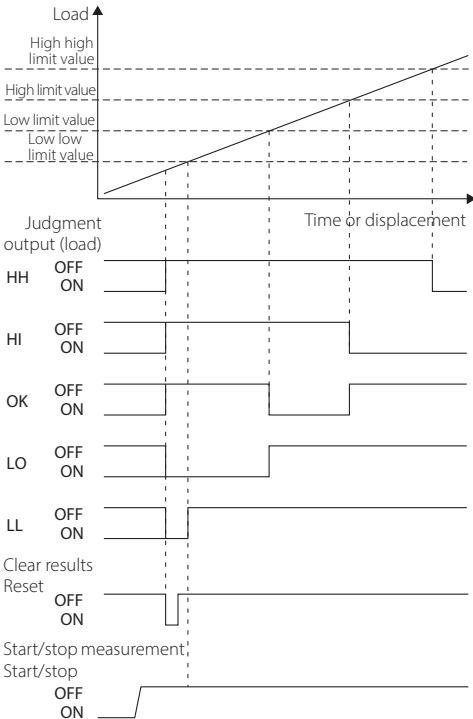 Load
High high
limit value
High limit value
Low limit value
Low low
limit value
Time or displacement
Judgment
output (load)
HH OFF
ON
HI OFF
ON
OK OFF
ON
LO OFF
ON
LL OFF
ON
Clear results
Reset
OFF
ON
Start/stop measurement
Start/stop
OFF
ON